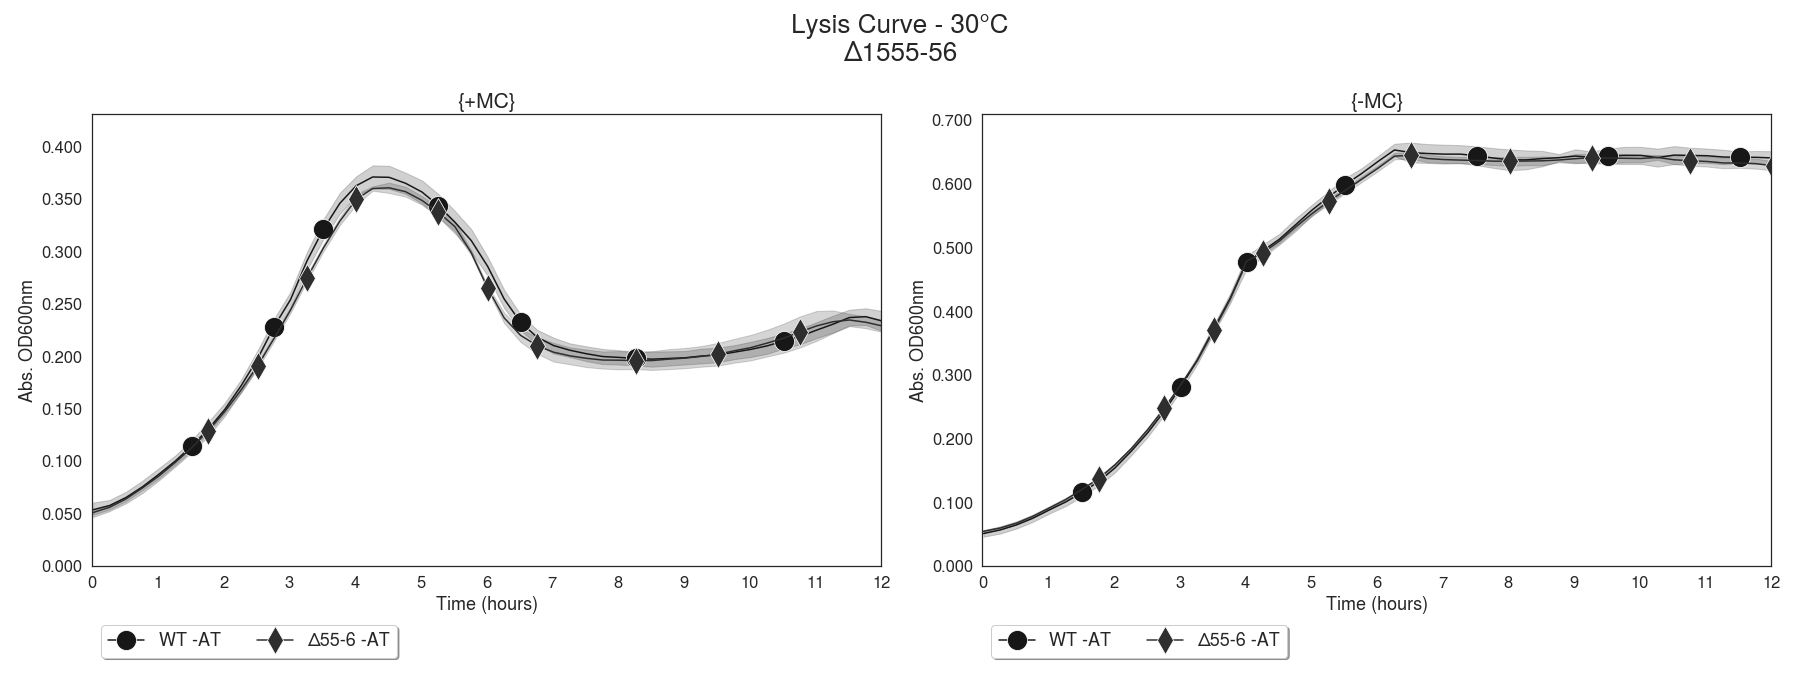 Lysis Curve - 30°C
Δ1555-56
{+MC}
Abs. OD600nm
0.400
0.350
0.300
0.250
0.200
0.150
0.100
0.050
0.000
0 1 2 3 4 5 6 7 8 9 10 11 12
Time (hours)
WT -AT Δ55-6 -AT
{-MC}
Abs. OD600nm
0.700
0.600
0.500
0.400
0.300
0.200
0.100
0.000
0 1 2 3 4 5 6 7 8 9 10 11 12
Time (hours)
WT -AT Δ55-6 -AT